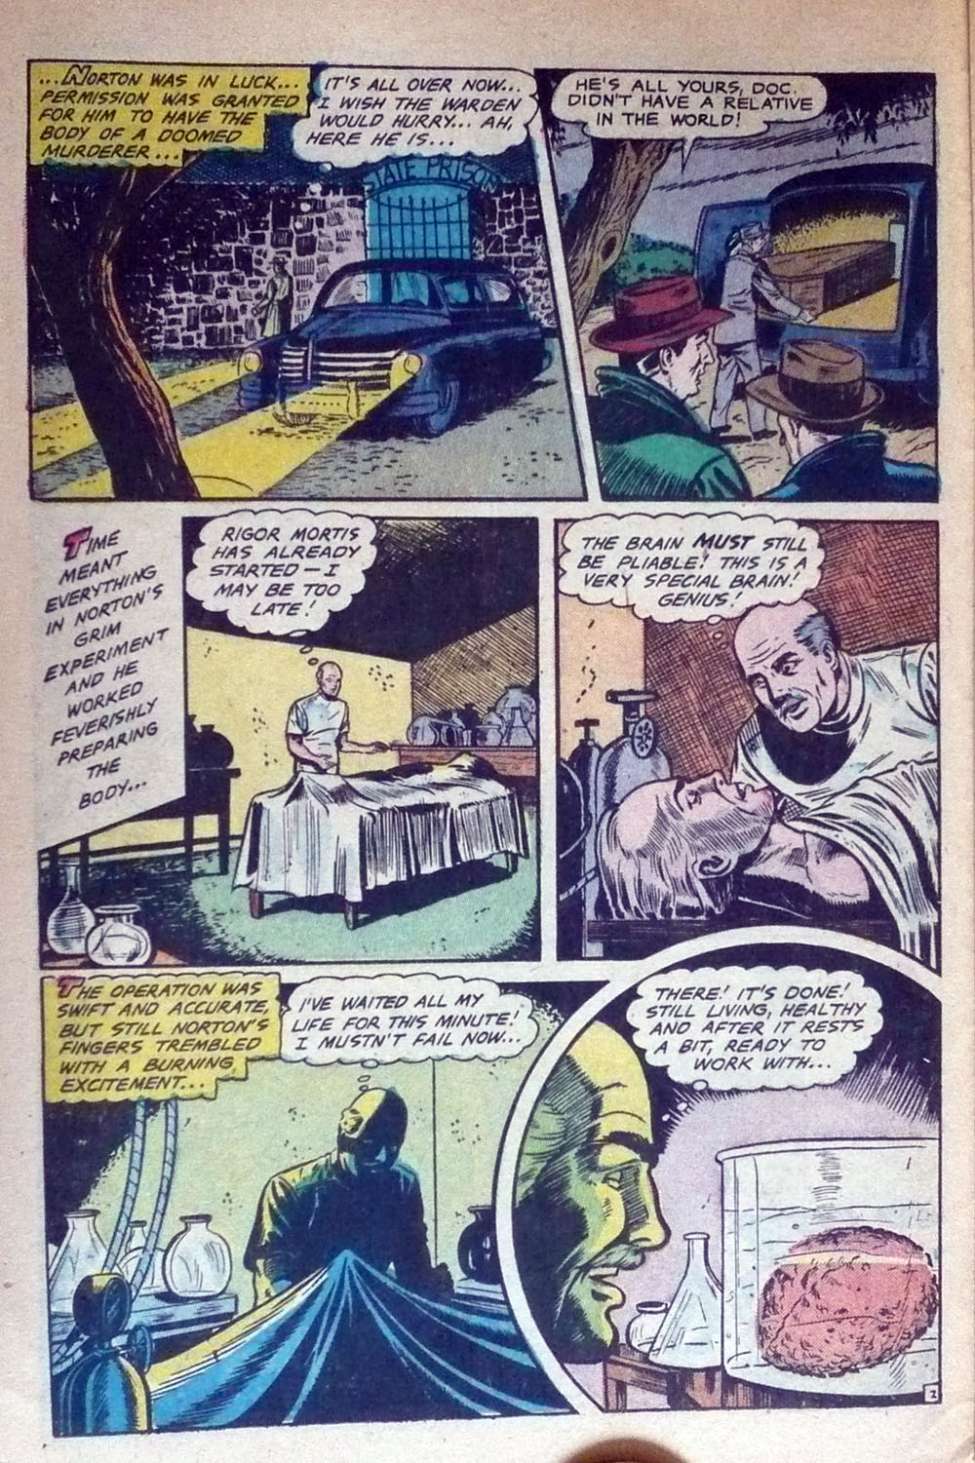 ...NORTON WAS IN LUCK...
PERMISSION WAS GRANTED
FOR HIM TO HAVE THE
BODY OF A DOOMED
MURDERER...
IT'S ALL OVER NOW...
I WISH THE WARDEN
WOULD HURRY... AH,
HERE HE IS...
STATE PRISON
HE'S ALL YOURS, DOC.
DIDN'T HAVE A RELATIVE
IN THE WORLD!
TIME
MEANT
EVERYTHING
IN NORTON'S
GRIM
EXPERIMENT
AND HE
WORKED
FEVERISHLY
PREPARING
THE
BODY...
RIGOR MORTIS
HAS ALREADY
STARTED — I
MAY BE TOO
LATE!
THE BRAIN MUST STILL
BE PLIABLE! THIS IS A
VERY SPECIAL BRAIN!
GENIUS!
THE OPERATION WAS
SWIFT AND ACCURATE,
BUT STILL NORTON'S
FINGERS TREMBLED
WITH A BURNING
EXCITEMENT...
I'VE WAITED ALL MY
LIFE FOR THIS MINUTE!
I MUSTN'T FAIL NOW...
THERE! IT'S DONE!
STILL LIVING, HEALTHY
AND AFTER IT RESTS
A BIT, READY TO
WORK WITH...
2